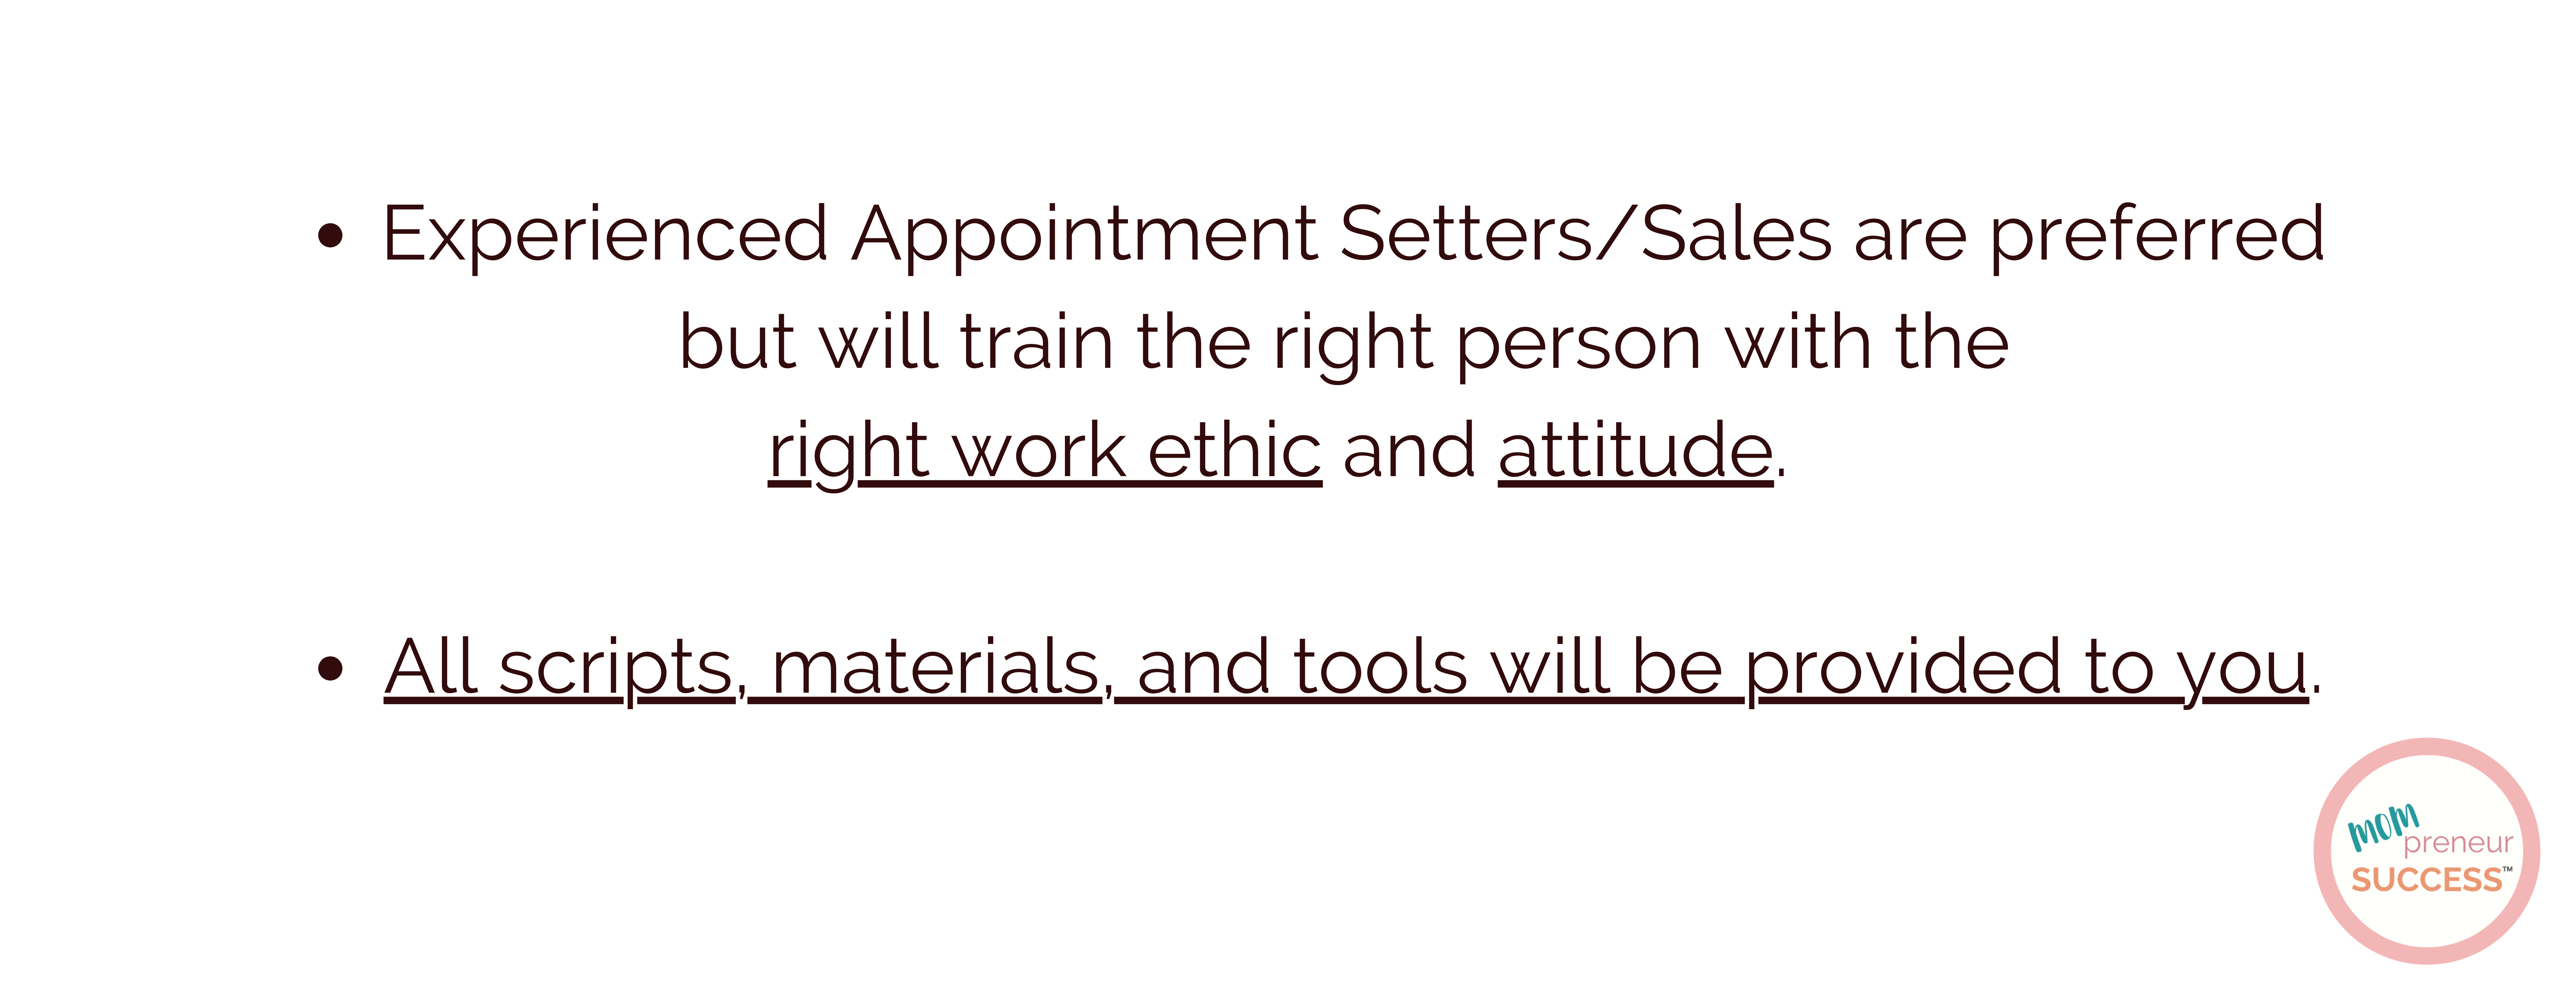 • Experienced Appointment Setters/Sales are preferred
but will train the right person with the
right work ethic and attitude.
• All scripts, materials, and tools will be provided to you.
mom
preneur
SUCCESS™